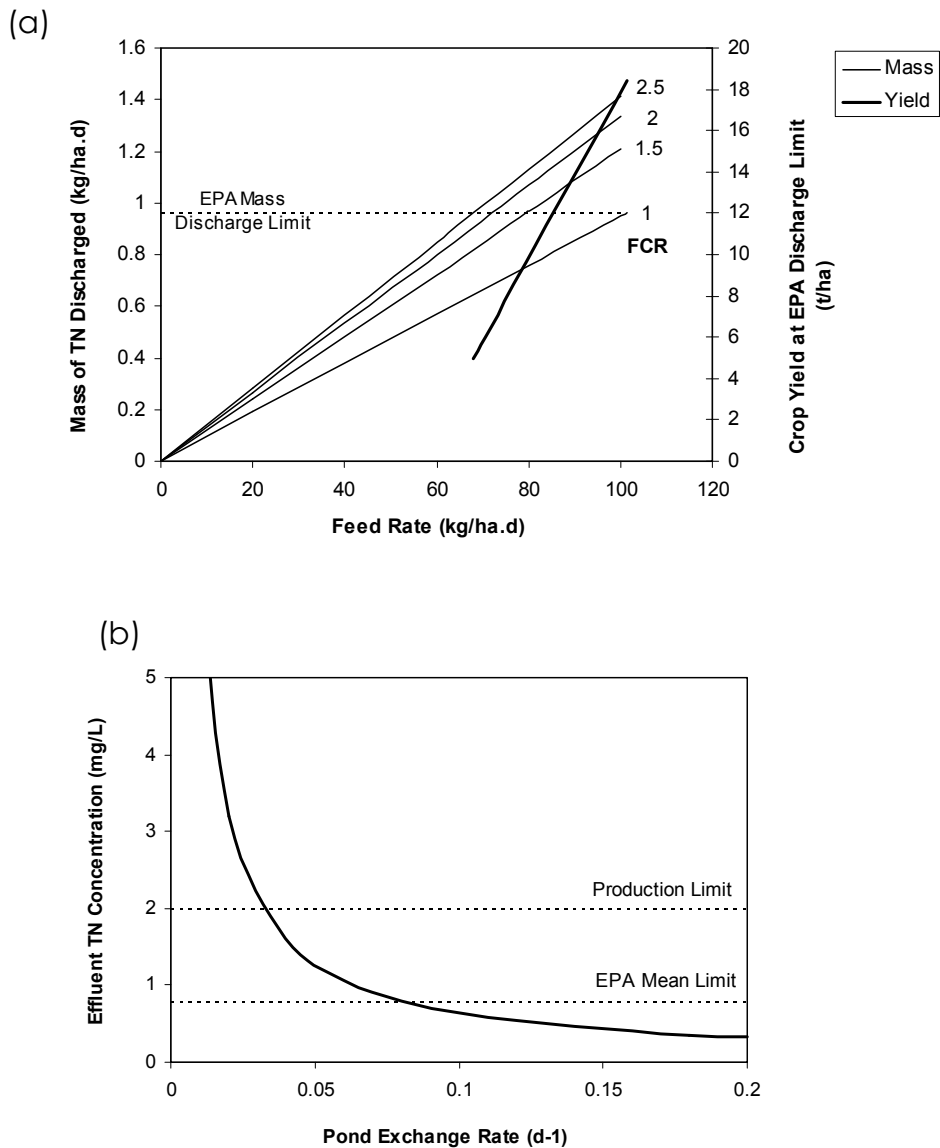 (a)
Mass
Yield
Mass of TN Discharged (kg/ha.d)
1.6
1.4
1.2
1
0.8
0.6
0.4
0.2
0
EPA Mass
Discharge Limit
2.5
2
1.5
1
FCR
20
18
16
14
12
10
8
6
4
2
0
Crop Yield at EPA Discharge Limit
(t/ha)
0 20 40 60 80 100 120
Feed Rate (kg/ha.d)
(b)
Effluent TN Concentration (mg/L)
5
4
3
2
1
0
Production Limit
EPA Mean Limit
0 0.05 0.1 0.15 0.2
Pond Exchange Rate (d-1)